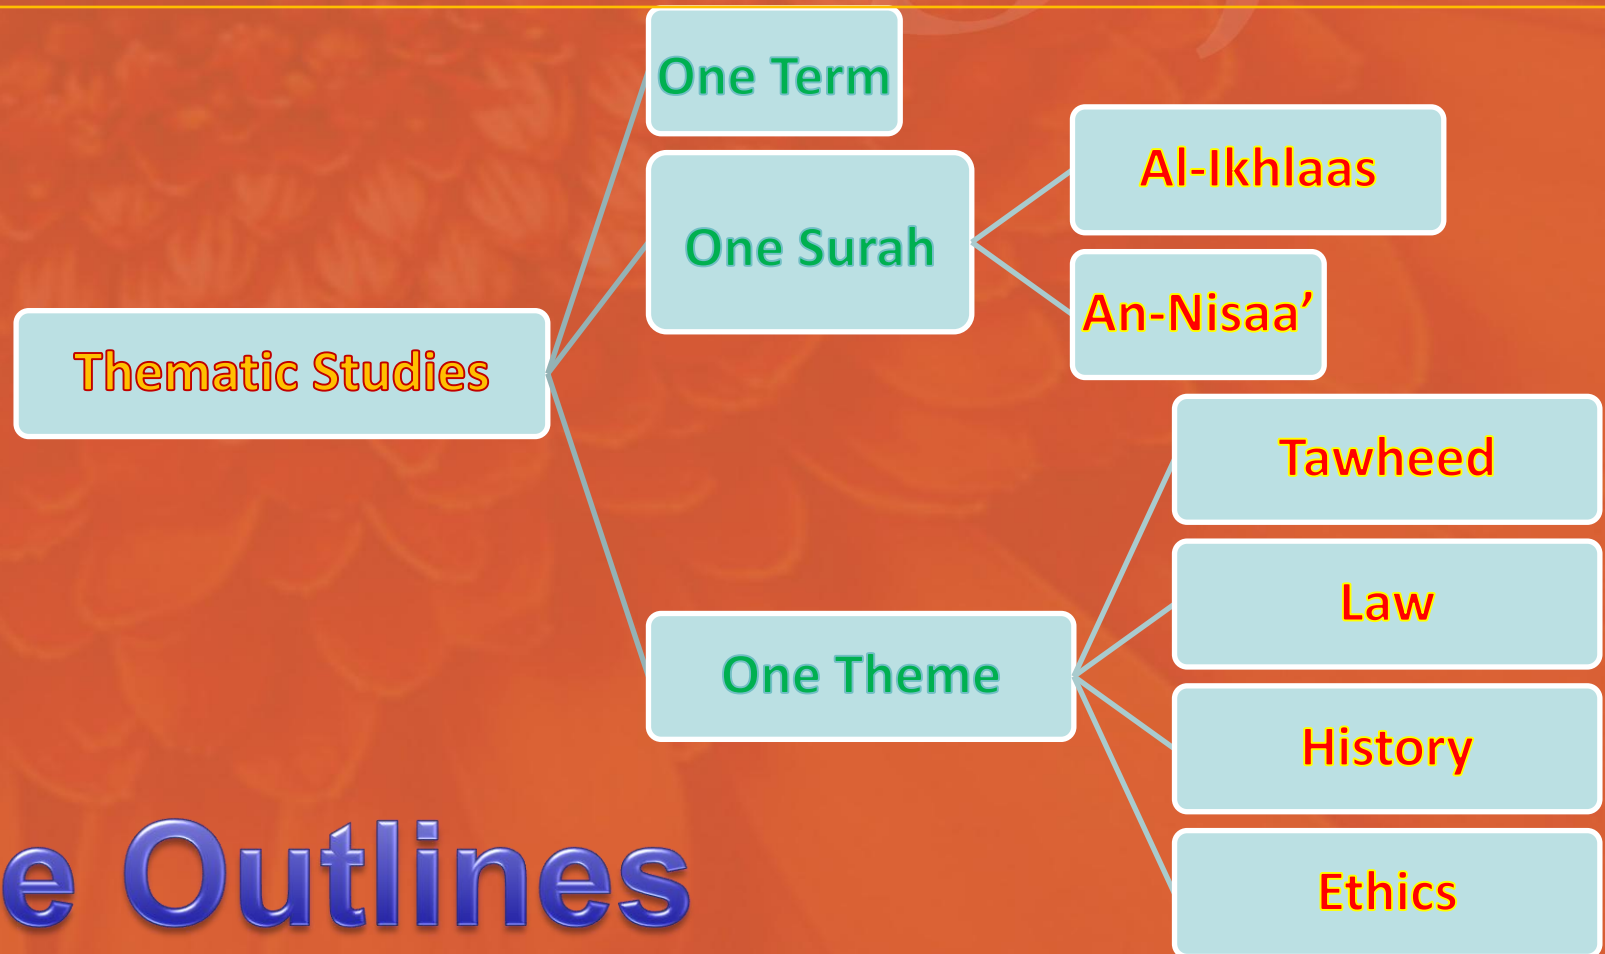 Thematic Studies
One Term
One Surah
Al-Ikhlaas
An-Nisaa’
One Theme
Tawheed
Law
History
Ethics
e Outlines